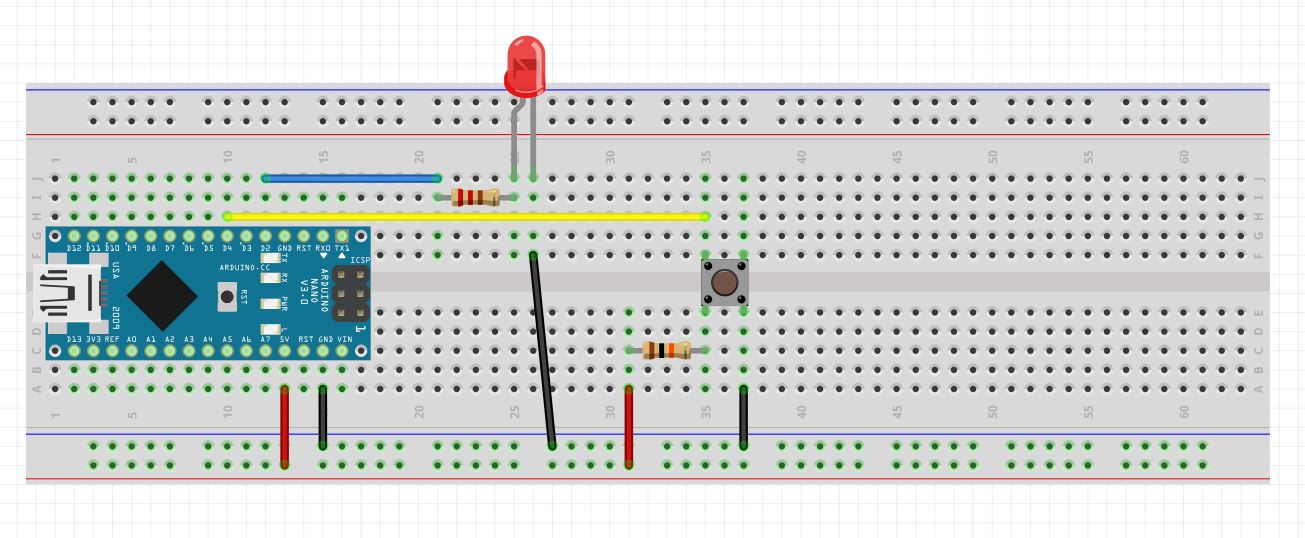 1 5 10 15 20 25 30 35 40 45 50 55 60
J J
I I
H H
G G
D12 D11 D10 D9 D8 D7 D6 D5 D4 D3 D2 GND RST RX0 TX1
F F
USA
ARDUINO.CC
TX
RX
ICSP
RST
ARDUINO
NANO
V3.0
PWR
L
1
E
D D
D13 3V3 REF A0 A1 A2 A3 A4 A5 A6 A7 5V RST GND VIN
C C
B B
A A
1 5 10 15 20 25 30 35 40 45 50 55 60